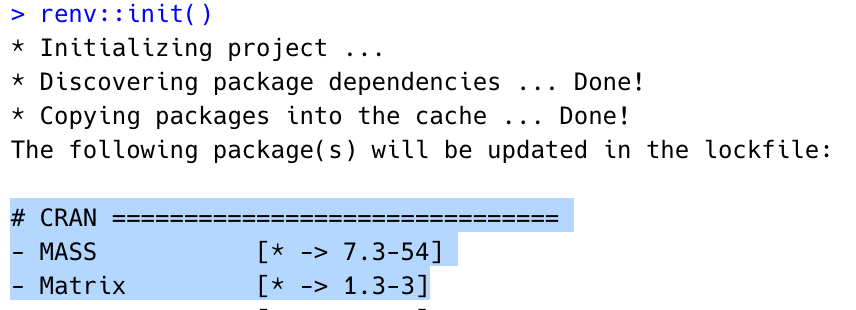 > renv::init()
* Initializing project ...
* Discovering package dependencies ... Done!
* Copying packages into the cache ... Done!
The following package(s) will be updated in the lockfile:
# CRAN ===============================
- MASS           [* -> 7.3-54]
- Matrix         [* -> 1.3-3]